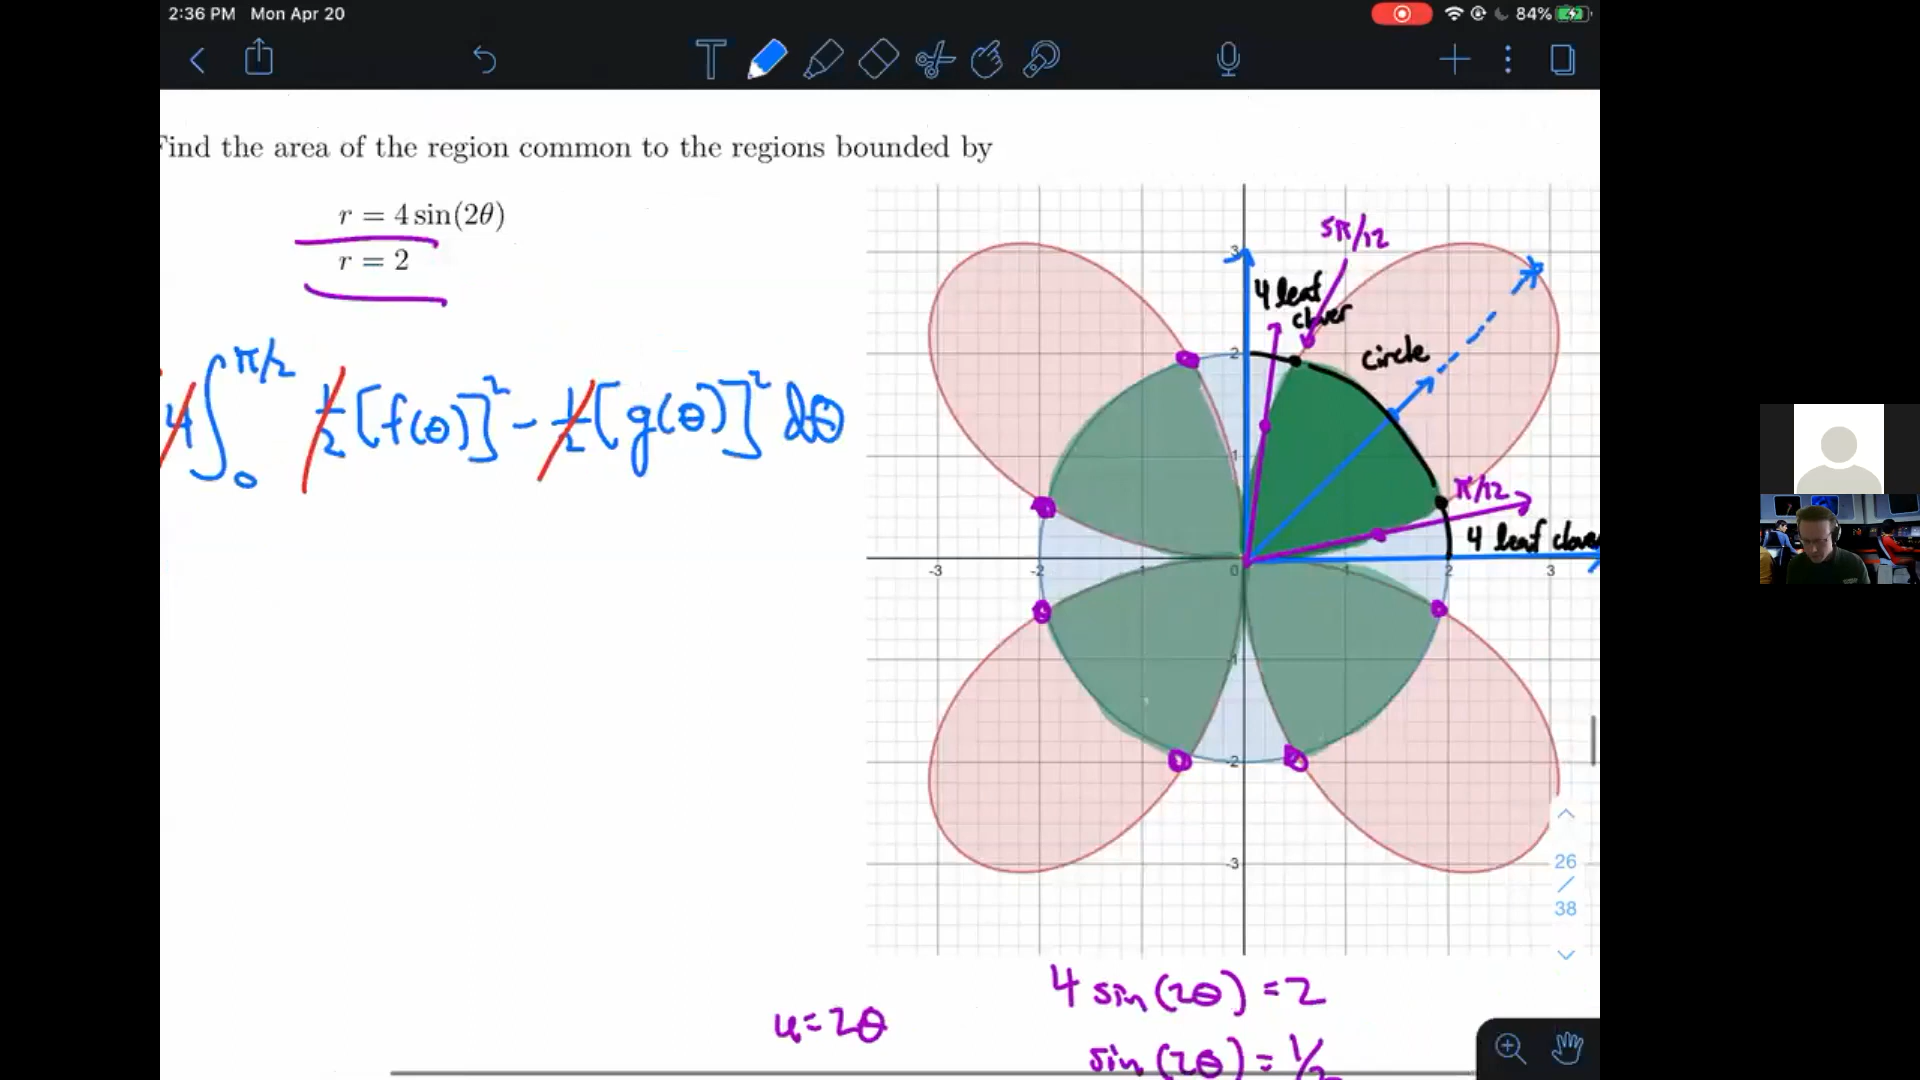 2:36 PM Mon Apr 20
84%
T
Find the area of the region common to the regions bounded by
r = 4 sin(2θ)
r = 2
4∫₀^{π/2} ½[f(θ)]² − ½[g(θ)]² dθ
5π/12
4 leaf
clover
circle
π/12
4 leaf clove
3
2
1
-3 -2 -1 0 1 2 3
-1
-2
-3
26
/
38
4 sin(2θ) = 2
u = 2θ
sin(2θ) = 1/2